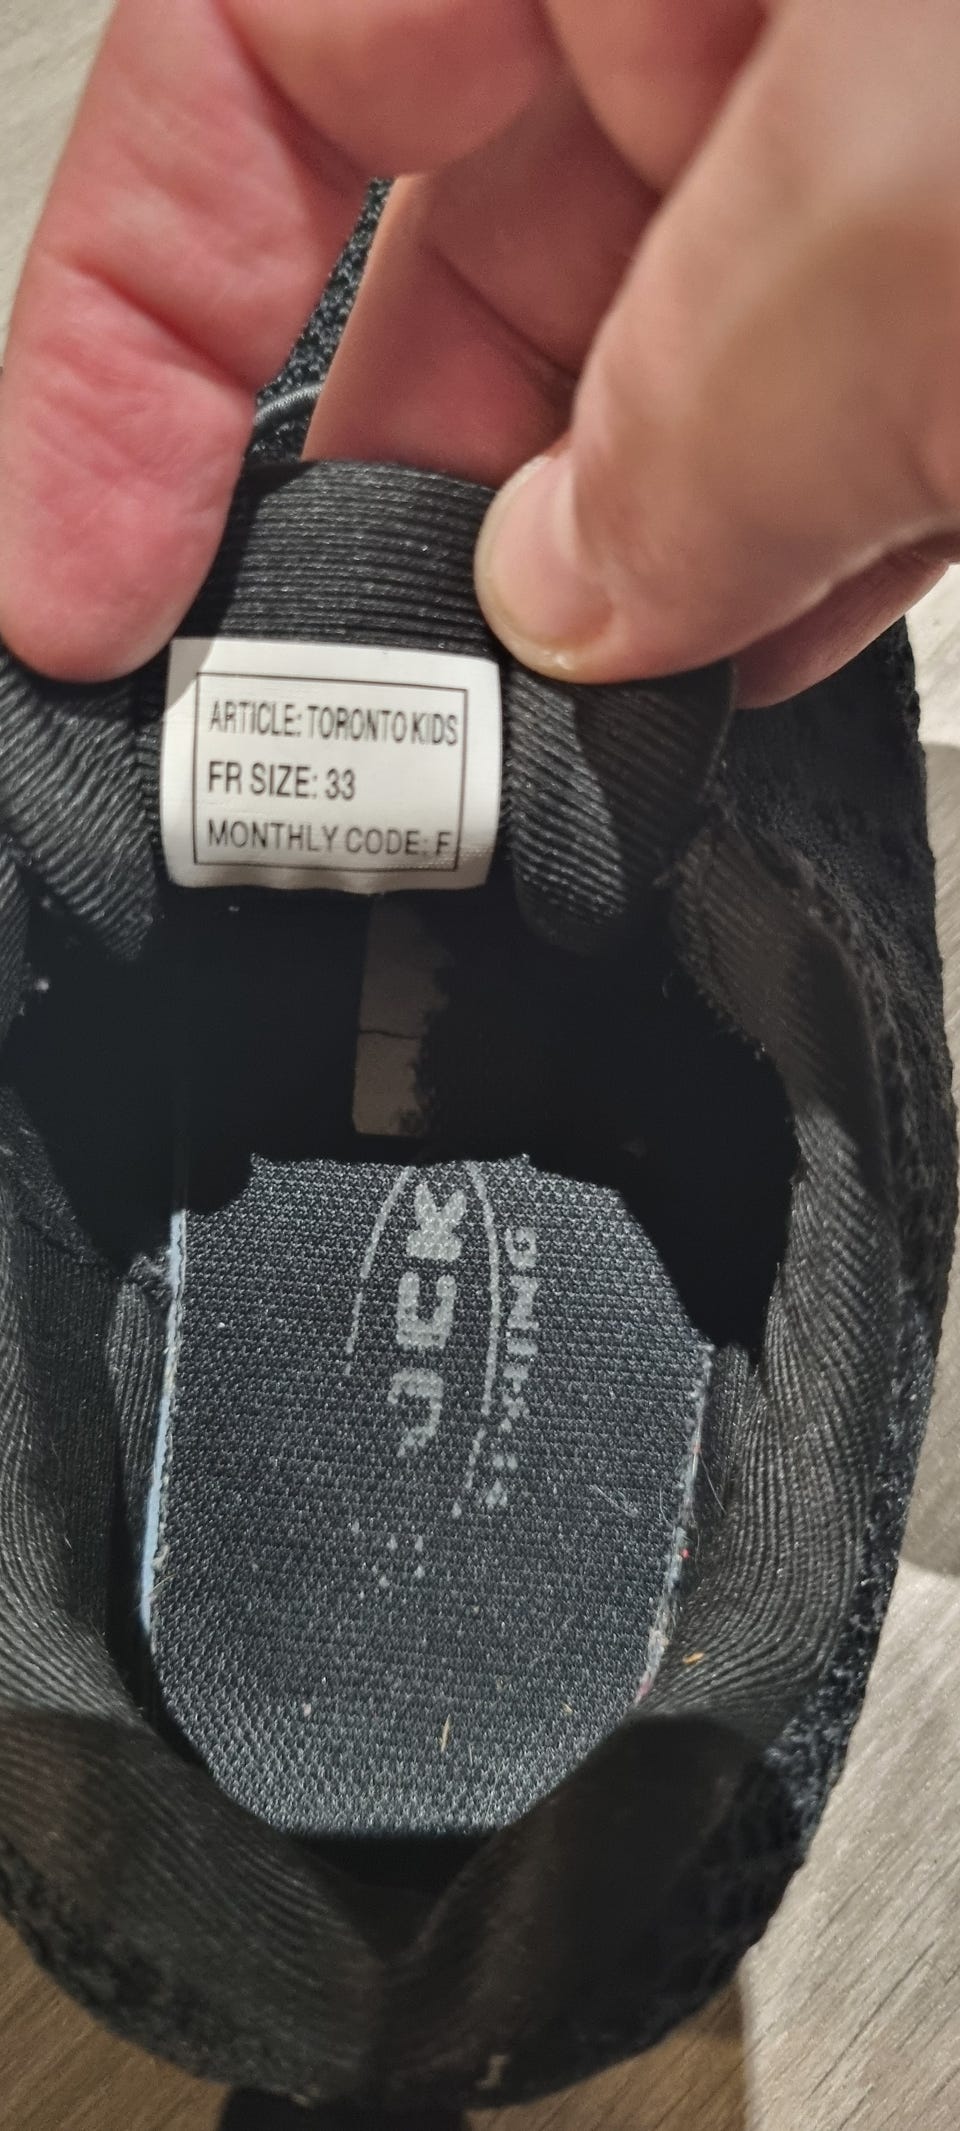 ARTICLE: TORONTO KIDS
FR SIZE: 33
MONTHLY CODE: F